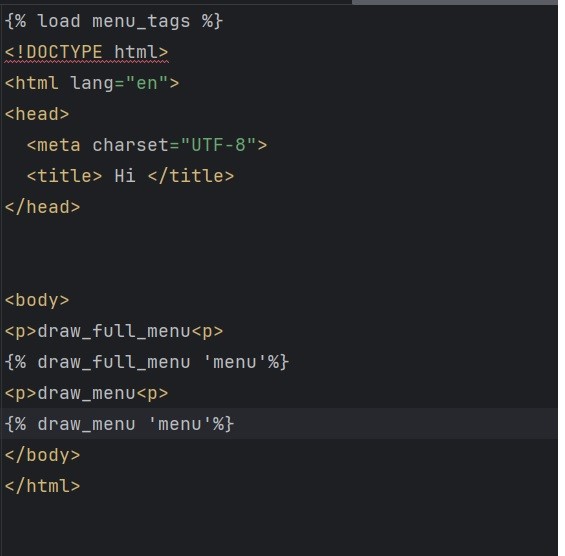 {% load menu_tags %}
<!DOCTYPE html>
<html lang="en">
<head>
  <meta charset="UTF-8">
  <title> Hi </title>
</head>
<body>
<p>draw_full_menu<p>
{% draw_full_menu 'menu'%}
<p>draw_menu<p>
{% draw_menu 'menu'%}
</body>
</html>